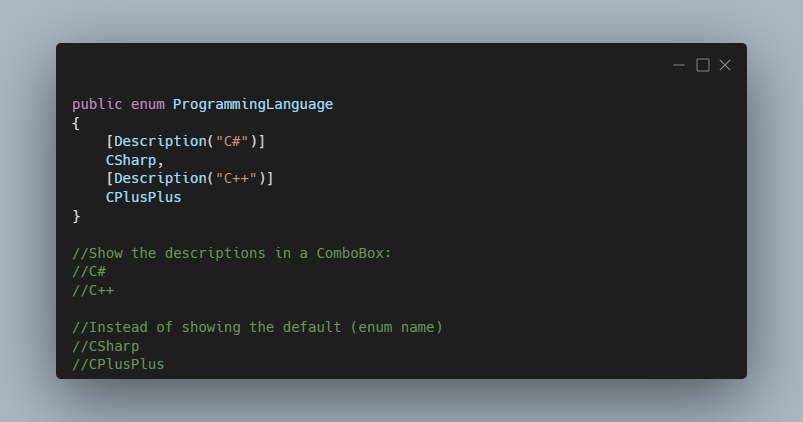 public enum ProgrammingLanguage
{
    [Description("C#")]
    CSharp,
    [Description("C++")]
    CPlusPlus
}

//Show the descriptions in a ComboBox:
//C#
//C++

//Instead of showing the default (enum name)
//CSharp
//CPlusPlus